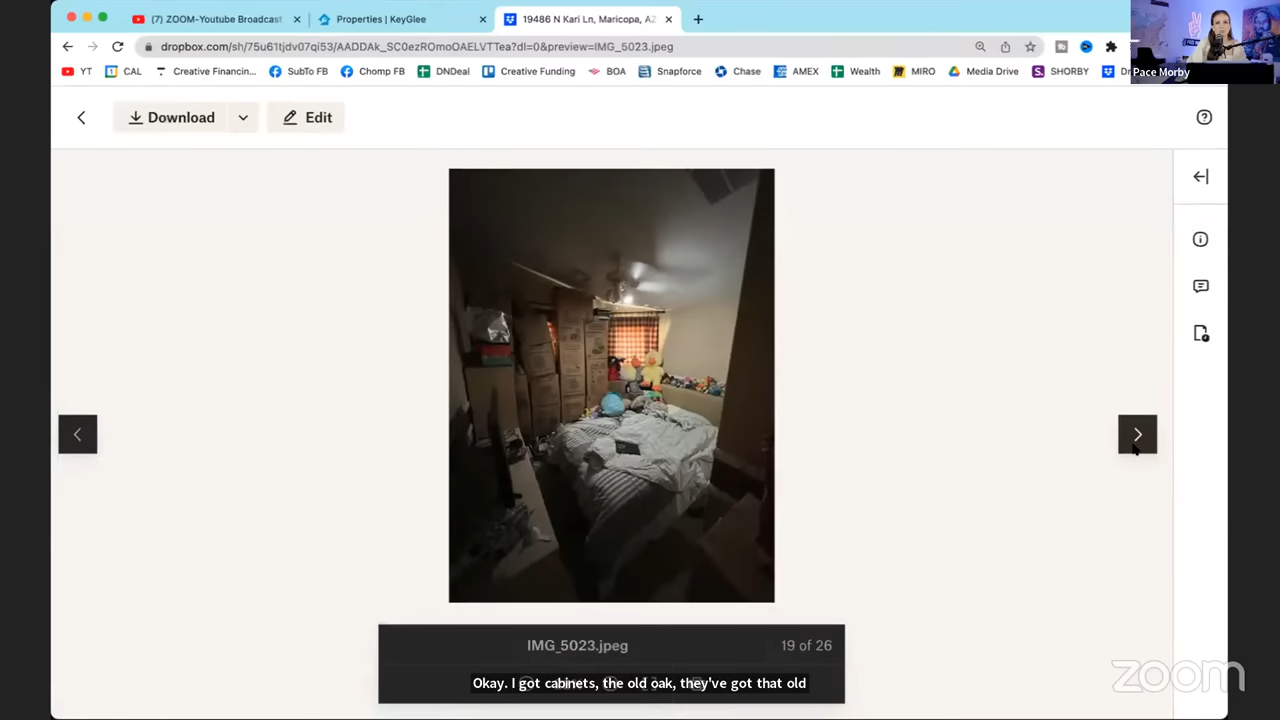 (7) ZOOM-Youtube Broadcast
Properties | KeyGlee
19486 N Kari Ln, Maricopa, AZ
dropbox.com/sh/75u61tjdv07qi53/AADDAk_SC0ezROmoOAELVTTea?dl=0&preview=IMG_5023.jpeg
YT
CAL
Creative Financin...
SubTo FB
Chomp FB
DNDeal
Creative Funding
BOA
Snapforce
Chase
AMEX
Wealth
MIRO
Media Drive
SHORBY
Pace Morby
Download
Edit
IMG_5023.jpeg
19 of 26
Okay. I got cabinets, the old oak, they've got that old
zoom